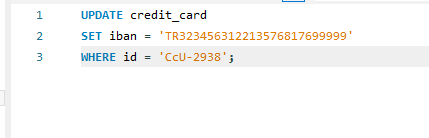 1 UPDATE credit_card
2 SET iban = 'TR323456312213576817699999'
3 WHERE id = 'CcU-2938';